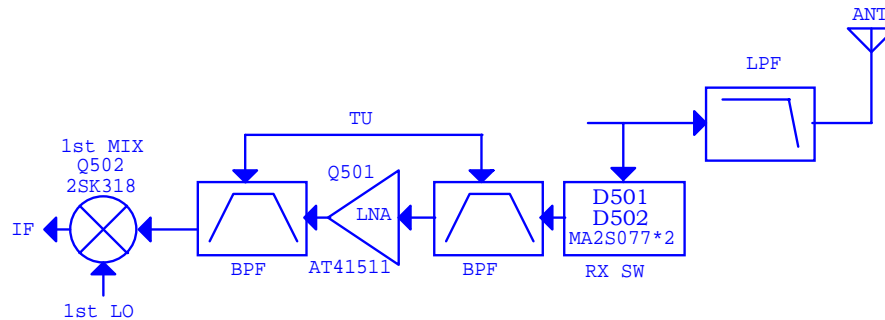 ANT
LPF
TU
1st MIX
Q502
2SK318
Q501
LNA
D501
D502
MA2S077*2
IF
BPF
AT41511
BPF
RX SW
1st LO